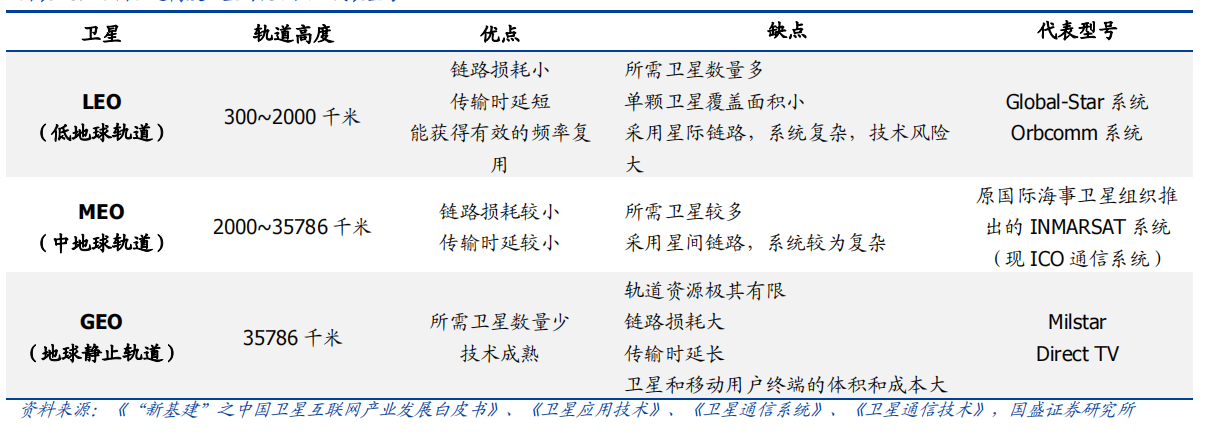 卫星 轨道高度 优点 缺点 代表型号
LEO
（低地球轨道）
300~2000 千米
链路损耗小
传输时延短
能获得有效的频率复
用
所需卫星数量多
单颗卫星覆盖面积小
采用星际链路，系统复杂，技术风险
大
Global-Star 系统
Orbcomm 系统
MEO
（中地球轨道）
2000~35786 千米
链路损耗较小
传输时延较小
所需卫星较多
采用星间链路，系统较为复杂
原国际海事卫星组织推
出的 INMARSAT 系统
（现 ICO 通信系统）
GEO
（地球静止轨道）
35786 千米
所需卫星数量少
技术成熟
轨道资源极其有限
链路损耗大
传输时延长
卫星和移动用户终端的体积和成本大
Milstar
Direct TV
资料来源：《“新基建”之中国卫星互联网产业发展白皮书》、《卫星应用技术》、《卫星通信系统》、《卫星通信技术》，国盛证券研究所